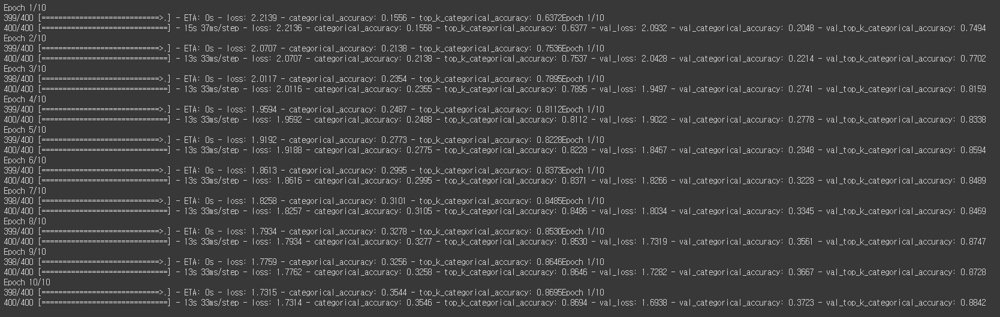 Epoch 1/10
399/400 [============================>.] - ETA: 0s - loss: 2.2139 - categorical_accuracy: 0.1556 - top_k_categorical_accuracy: 0.6372Epoch 1/10
400/400 [==============================] - 15s 37ms/step - loss: 2.2136 - categorical_accuracy: 0.1558 - top_k_categorical_accuracy: 0.6377 - val_loss: 2.0932 - val_categorical_accuracy: 0.2048 - val_top_k_categorical_accuracy: 0.7494
Epoch 2/10
399/400 [============================>.] - ETA: 0s - loss: 2.0707 - categorical_accuracy: 0.2138 - top_k_categorical_accuracy: 0.7536Epoch 1/10
400/400 [==============================] - 13s 33ms/step - loss: 2.0707 - categorical_accuracy: 0.2138 - top_k_categorical_accuracy: 0.7537 - val_loss: 2.0428 - val_categorical_accuracy: 0.2214 - val_top_k_categorical_accuracy: 0.7702
Epoch 3/10
398/400 [============================>.] - ETA: 0s - loss: 2.0117 - categorical_accuracy: 0.2354 - top_k_categorical_accuracy: 0.7895Epoch 1/10
400/400 [==============================] - 13s 33ms/step - loss: 2.0116 - categorical_accuracy: 0.2355 - top_k_categorical_accuracy: 0.7895 - val_loss: 1.9497 - val_categorical_accuracy: 0.2741 - val_top_k_categorical_accuracy: 0.8159
Epoch 4/10
399/400 [============================>.] - ETA: 0s - loss: 1.9594 - categorical_accuracy: 0.2487 - top_k_categorical_accuracy: 0.8112Epoch 1/10
400/400 [==============================] - 13s 33ms/step - loss: 1.9592 - categorical_accuracy: 0.2488 - top_k_categorical_accuracy: 0.8112 - val_loss: 1.9022 - val_categorical_accuracy: 0.2778 - val_top_k_categorical_accuracy: 0.8338
Epoch 5/10
399/400 [============================>.] - ETA: 0s - loss: 1.9192 - categorical_accuracy: 0.2773 - top_k_categorical_accuracy: 0.8228Epoch 1/10
400/400 [==============================] - 13s 33ms/step - loss: 1.9188 - categorical_accuracy: 0.2775 - top_k_categorical_accuracy: 0.8228 - val_loss: 1.8467 - val_categorical_accuracy: 0.2848 - val_top_k_categorical_accuracy: 0.8594
Epoch 6/10
399/400 [============================>.] - ETA: 0s - loss: 1.8613 - categorical_accuracy: 0.2995 - top_k_categorical_accuracy: 0.8373Epoch 1/10
400/400 [==============================] - 13s 33ms/step - loss: 1.8616 - categorical_accuracy: 0.2995 - top_k_categorical_accuracy: 0.8371 - val_loss: 1.8266 - val_categorical_accuracy: 0.3228 - val_top_k_categorical_accuracy: 0.8489
Epoch 7/10
398/400 [============================>.] - ETA: 0s - loss: 1.8258 - categorical_accuracy: 0.3101 - top_k_categorical_accuracy: 0.8485Epoch 1/10
400/400 [==============================] - 13s 33ms/step - loss: 1.8257 - categorical_accuracy: 0.3105 - top_k_categorical_accuracy: 0.8486 - val_loss: 1.8034 - val_categorical_accuracy: 0.3345 - val_top_k_categorical_accuracy: 0.8469
Epoch 8/10
399/400 [============================>.] - ETA: 0s - loss: 1.7934 - categorical_accuracy: 0.3278 - top_k_categorical_accuracy: 0.8530Epoch 1/10
400/400 [==============================] - 13s 33ms/step - loss: 1.7934 - categorical_accuracy: 0.3277 - top_k_categorical_accuracy: 0.8530 - val_loss: 1.7319 - val_categorical_accuracy: 0.3561 - val_top_k_categorical_accuracy: 0.8747
Epoch 9/10
398/400 [============================>.] - ETA: 0s - loss: 1.7759 - categorical_accuracy: 0.3256 - top_k_categorical_accuracy: 0.8646Epoch 1/10
400/400 [==============================] - 13s 33ms/step - loss: 1.7762 - categorical_accuracy: 0.3258 - top_k_categorical_accuracy: 0.8646 - val_loss: 1.7282 - val_categorical_accuracy: 0.3667 - val_top_k_categorical_accuracy: 0.8728
Epoch 10/10
398/400 [============================>.] - ETA: 0s - loss: 1.7315 - categorical_accuracy: 0.3544 - top_k_categorical_accuracy: 0.8695Epoch 1/10
400/400 [==============================] - 13s 33ms/step - loss: 1.7314 - categorical_accuracy: 0.3546 - top_k_categorical_accuracy: 0.8694 - val_loss: 1.6938 - val_categorical_accuracy: 0.3723 - val_top_k_categorical_accuracy: 0.8842